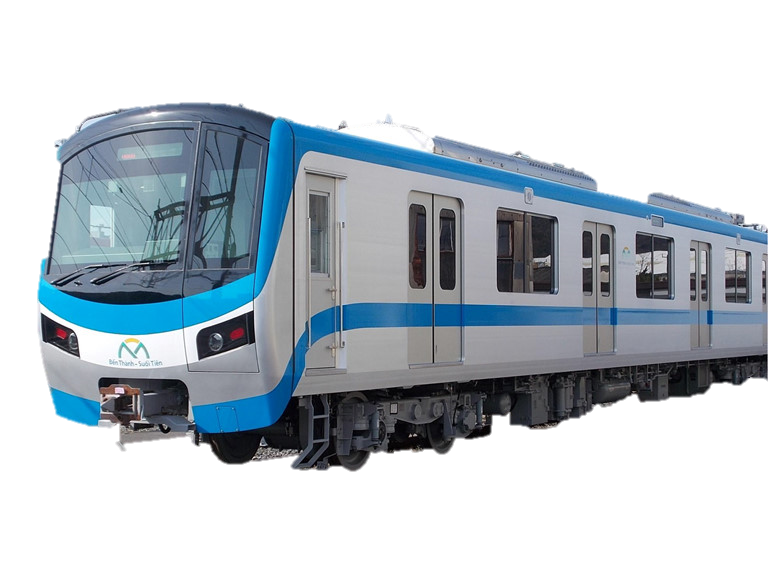 Bến Thành - Suối Tiên